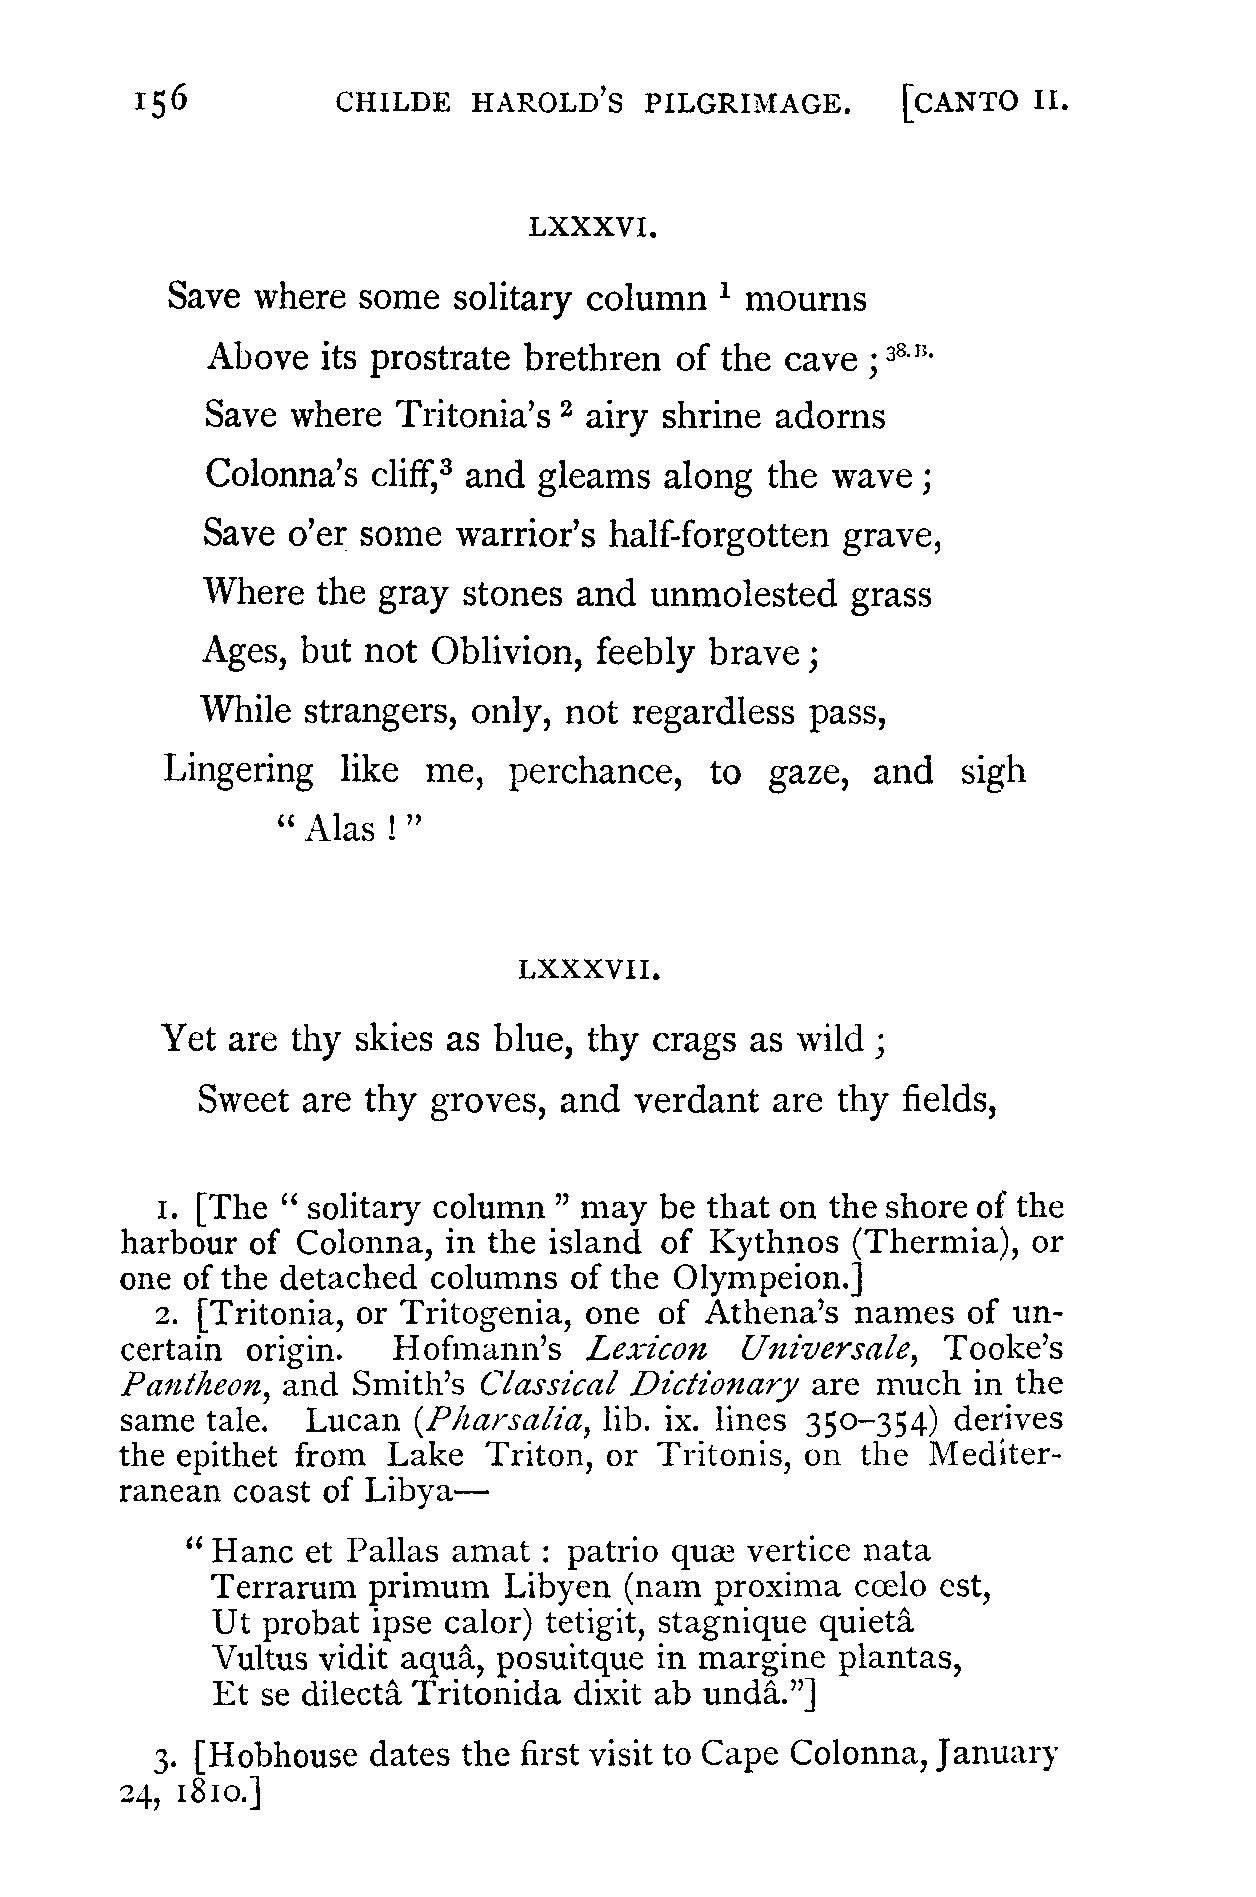 156 CHILDE HAROLD'S PILGRIMAGE. [CANTO II.
LXXXVI.
Save where some solitary column ¹ mourns
Above its prostrate brethren of the cave ; 38.B.
Save where Tritonia's ² airy shrine adorns
Colonna's cliff,³ and gleams along the wave ;
Save o'er some warrior's half-forgotten grave,
Where the gray stones and unmolested grass
Ages, but not Oblivion, feebly brave ;
While strangers, only, not regardless pass,
Lingering like me, perchance, to gaze, and sigh
“ Alas ! ”
LXXXVII.
Yet are thy skies as blue, thy crags as wild ;
Sweet are thy groves, and verdant are thy fields,
1. [The “ solitary column ” may be that on the shore of the
harbour of Colonna, in the island of Kythnos (Thermia), or
one of the detached columns of the Olympeion.]
2. [Tritonia, or Tritogenia, one of Athena's names of un-
certain origin. Hofmann's Lexicon Universale, Tooke's
Pantheon, and Smith's Classical Dictionary are much in the
same tale. Lucan (Pharsalia, lib. ix. lines 350–354) derives
the epithet from Lake Triton, or Tritonis, on the Mediter-
ranean coast of Libya—
“ Hanc et Pallas amat : patrio quæ vertice nata
Terrarum primum Libyen (nam proxima cœlo est,
Ut probat ipse calor) tetigit, stagnique quietâ
Vultus vidit aquâ, posuitque in margine plantas,
Et se dilectâ Tritonida dixit ab undâ.”]
3. [Hobhouse dates the first visit to Cape Colonna, January
24, 1810.]